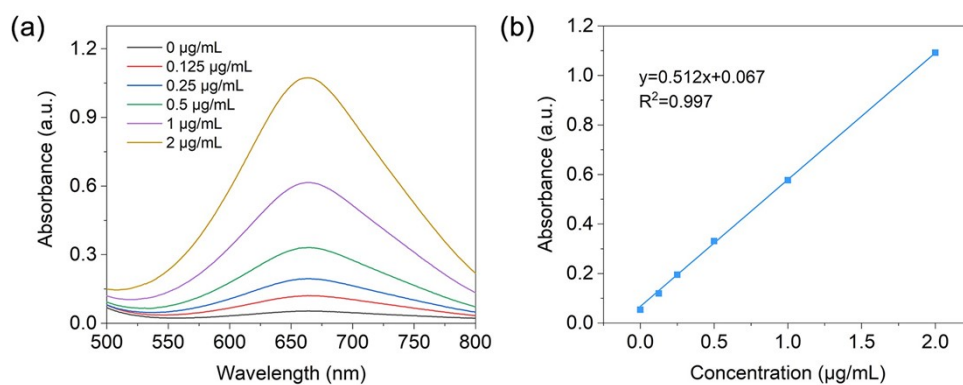 (a)
0 μg/mL
0.125 μg/mL
0.25 μg/mL
0.5 μg/mL
1 μg/mL
2 μg/mL
1.2
0.9
0.6
0.3
0.0
Absorbance (a.u.)
500 550 600 650 700 750 800
Wavelength (nm)
(b)
y=0.512x+0.067
R²=0.997
1.2
1.0
0.8
0.6
0.4
0.2
0.0
Absorbance (a.u.)
0.0 0.5 1.0 1.5 2.0
Concentration (μg/mL)